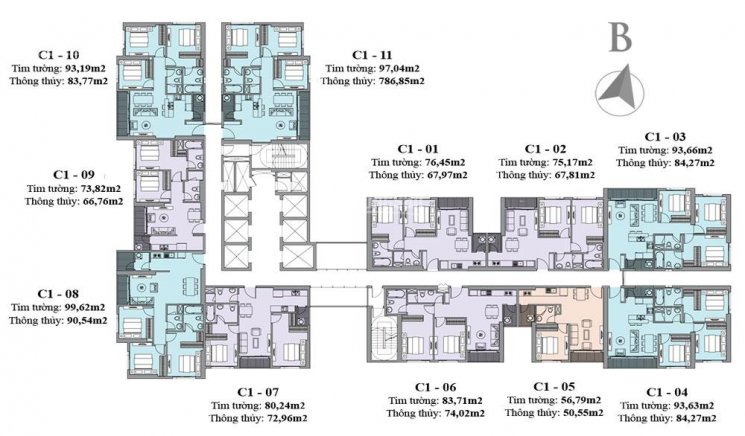 C1 - 10
Tim tường: 93,19m2
Thông thủy: 83,77m2
C1 - 11
Tim tường: 97,04m2
Thông thủy: 786,85m2
B
C1 - 01
Tim tường: 76,45m2
Thông thủy: 67,97m2
C1 - 02
Tim tường: 75,17m2
Thông thủy: 67,81m2
C1 - 03
Tim tường: 93,66m2
Thông thủy: 84,27m2
C1 - 09
Tim tường: 73,82m2
Thông thủy: 66,76m2
C1 - 08
Tim tường: 99,62m2
Thông thủy: 90,54m2
C1 - 07
Tim tường: 80,24m2
Thông thủy: 72,96m2
C1 - 06
Tim tường: 83,71m2
Thông thủy: 74,02m2
C1 - 05
Tim tường: 56,79m2
Thông thủy: 50,55m2
C1 - 04
Tim tường: 93,63m2
Thông thủy: 84,27m2